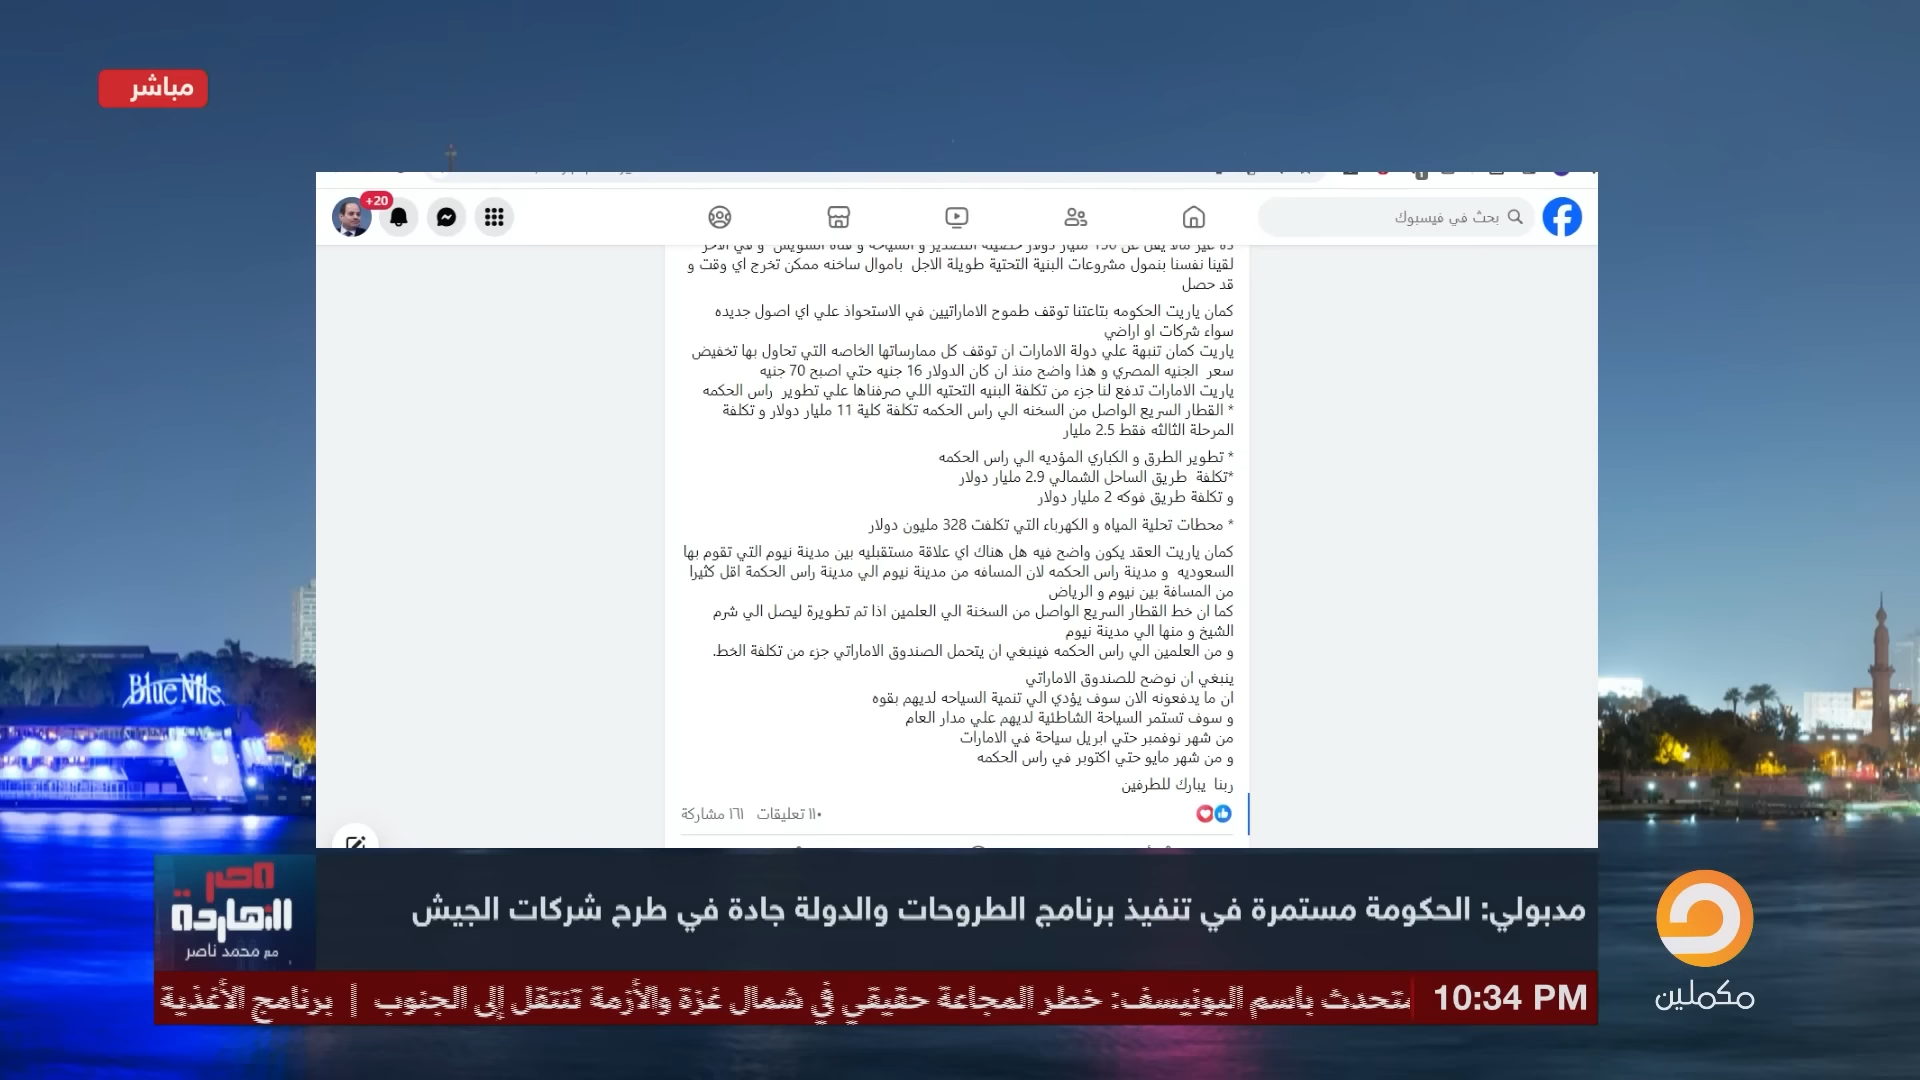 مباشر
+20
بحث في فيسبوك
لقينا نفسنا بنمول مشروعات البنية التحتية طويلة الاجل باموال ساخنه ممكن تخرج اي وقت و
قد حصل
كمان ياريت الحكومه بتاعتنا توقف طموح الاماراتيين في الاستحواذ علي اي اصول جديده
سواء شركات او اراضي
ياريت كمان تنبهة علي دولة الامارات ان توقف كل ممارساتها الخاصه التي تحاول بها تخفيض
سعر الجنيه المصري و هذا واضح منذ ان كان الدولار 16 جنيه حتي اصبح 70 جنيه
ياريت الامارات تدفع لنا جزء من تكلفة البنيه التحتيه اللي صرفناها علي تطوير راس الحكمه
* القطار السريع الواصل من السخنه الي راس الحكمه تكلفة كلية 11 مليار دولار و تكلفة
المرحلة الثالثه فقط 2.5 مليار
* تطوير الطرق و الكباري المؤديه الي راس الحكمه
*تكلفة طريق الساحل الشمالي 2.9 مليار دولار
و تكلفة طريق فوكه 2 مليار دولار
* محطات تحلية المياه و الكهرباء التي تكلفت 328 مليون دولار
كمان ياريت العقد يكون واضح فيه هل هناك اي علاقة مستقبليه بين مدينة نيوم التي تقوم بها
السعوديه و مدينة راس الحكمه لان المسافه من مدينة نيوم الي مدينة راس الحكمة اقل كثيرا
من المسافة بين نيوم و الرياض
كما ان خط القطار السريع الواصل من السخنة الي العلمين اذا تم تطويرة ليصل الي شرم
الشيخ و منها الي مدينة نيوم
و من العلمين الي راس الحكمه فينبغي ان يتحمل الصندوق الاماراتي جزء من تكلفة الخط.
ينبغي ان نوضح للصندوق الاماراتي
ان ما يدفعونه الان سوف يؤدي الي تنمية السياحه لديهم بقوه
و سوف تستمر السياحة الشاطئية لديهم علي مدار العام
من شهر نوفمبر حتي ابريل سياحة في الامارات
و من شهر مايو حتي اكتوبر في راس الحكمه
ربنا يبارك للطرفين
١١٠ تعليقات ١٦١ مشاركة
Blue Nile
مصر
النهاردة
مع محمد ناصر
مدبولي: الحكومة مستمرة في تنفيذ برنامج الطروحات والدولة جادة في طرح شركات الجيش
10:34 PM
متحدث باسم اليونيسف: خطر المجاعة حقيقي في شمال غزة والأزمة تنتقل إلى الجنوب | برنامج الأغذية
مكملين